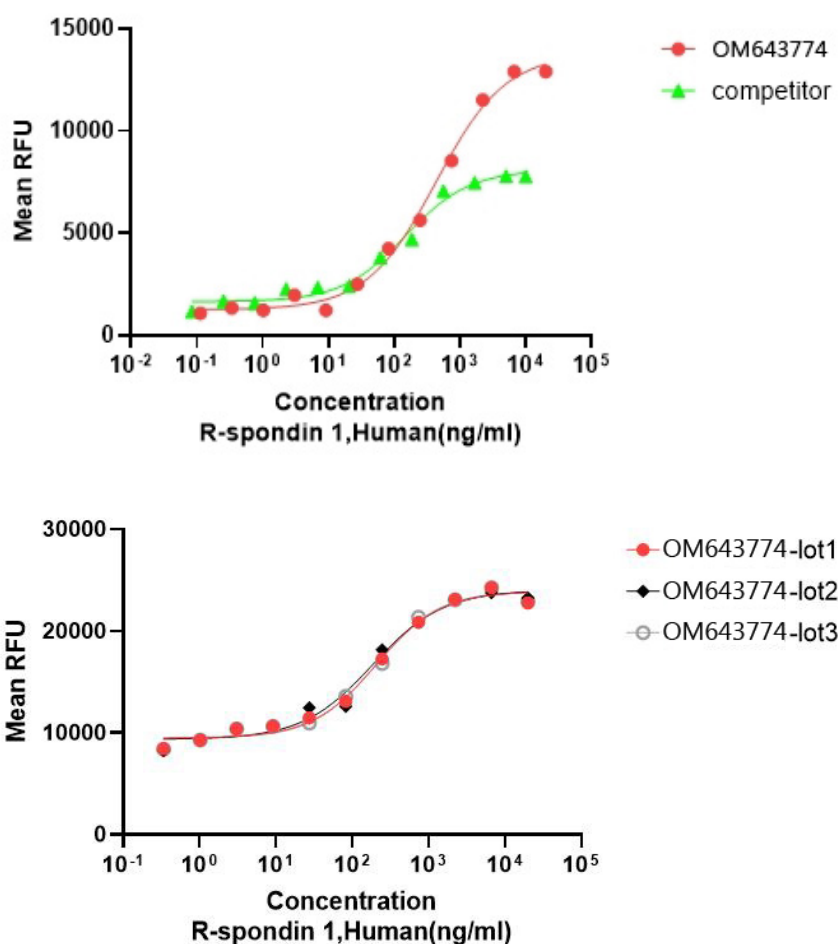 15000
10000
5000
0
Mean RFU
10-2
10-1
100
101
102
103
104
105
Concentration
R-spondin 1,Human(ng/ml)
OM643774
competitor
30000
20000
10000
0
Mean RFU
10-1
100
101
102
103
104
105
Concentration
R-spondin 1,Human(ng/ml)
OM643774-lot1
OM643774-lot2
OM643774-lot3